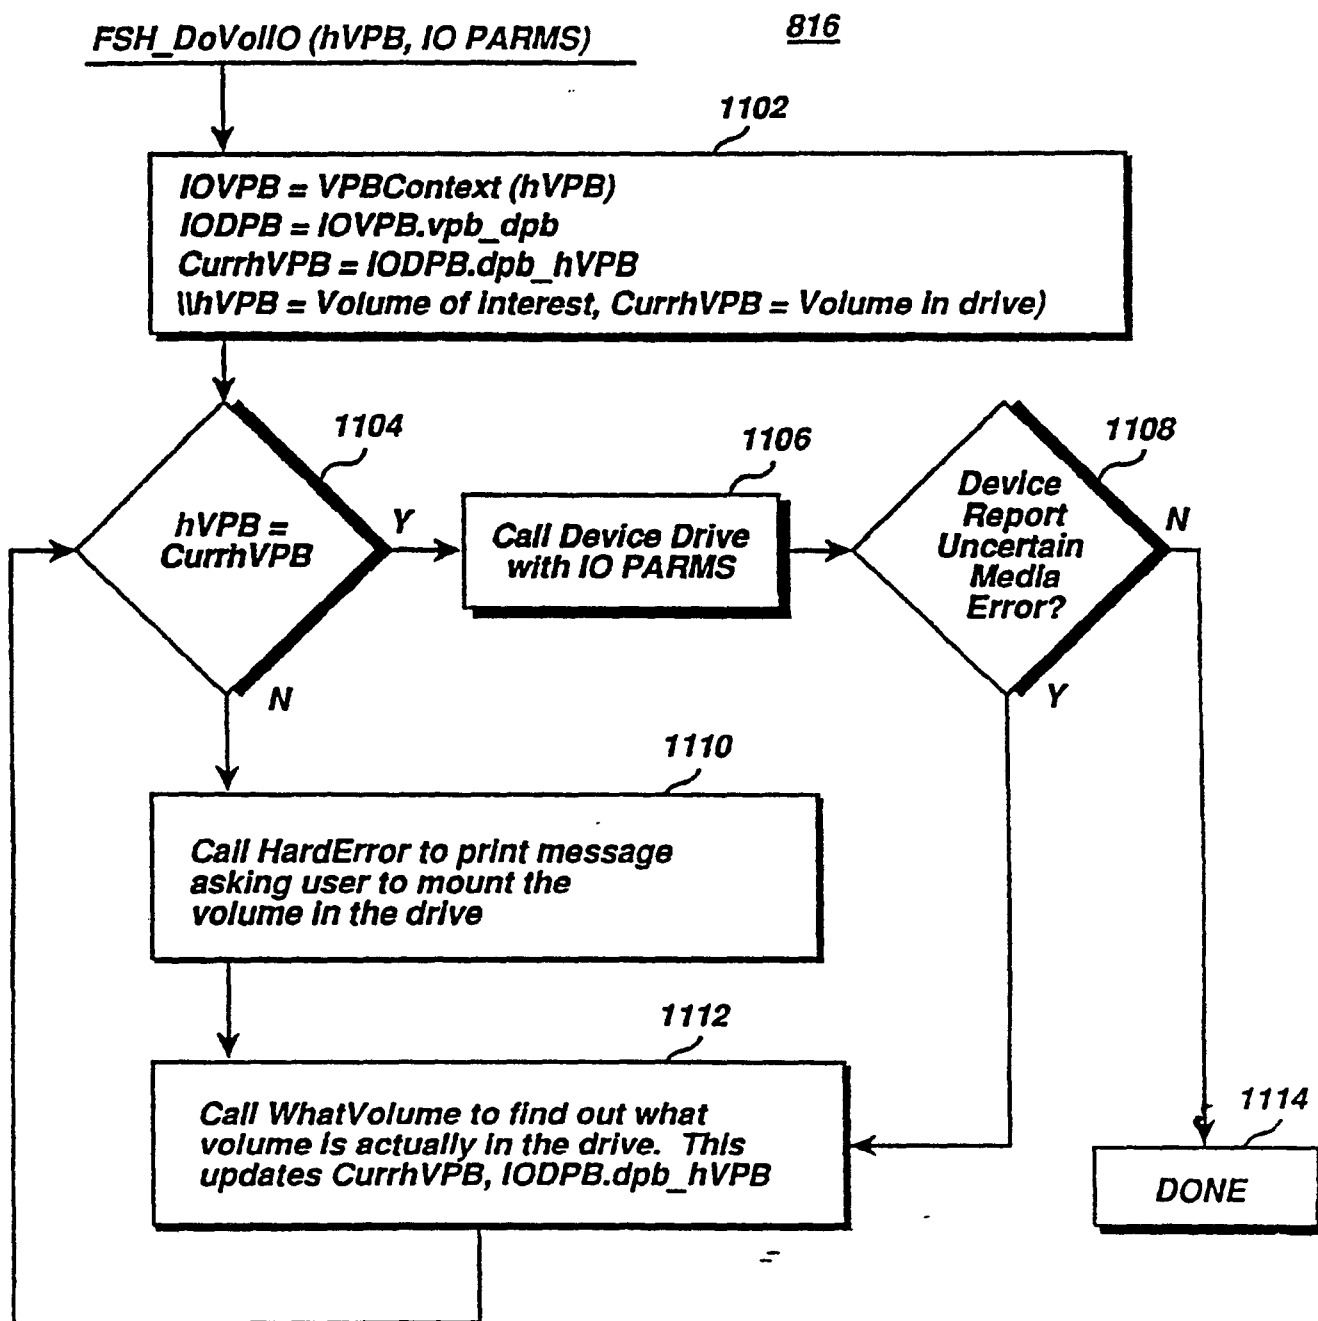 FSH_DoVolIO (hVPB, IO PARMS)
816
1102
IOVPB = VPBContext (hVPB)
IODPB = IOVPB.vpb_dpb
CurrhVPB = IODPB.dpb_hVPB
\\hVPB = Volume of interest, CurrhVPB = Volume in drive)
1104
hVPB =
CurrhVPB
Y
N
1106
Call Device Drive
with IO PARMS
1108
Device
Report
Uncertain
Media
Error?
N
Y
1110
Call HardError to print message
asking user to mount the
volume in the drive
1112
Call WhatVolume to find out what
volume is actually in the drive. This
updates CurrhVPB, IODPB.dpb_hVPB
1114
DONE